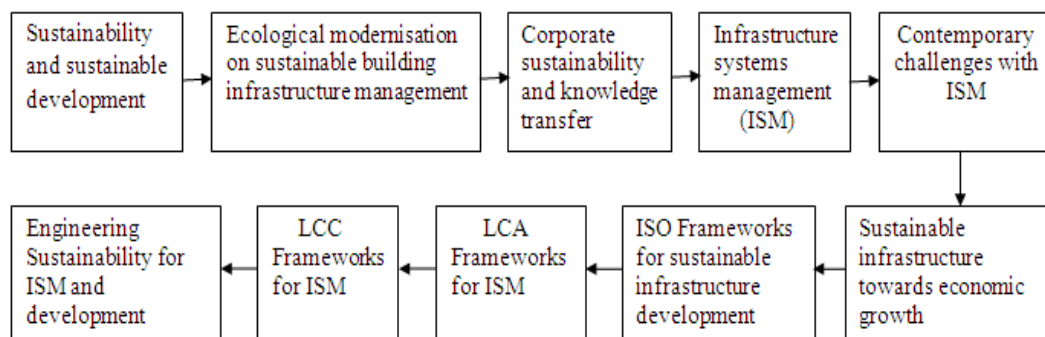 Sustainability
and sustainable
development
Ecological modernisation
on sustainable building
infrastructure management
Corporate
sustainability
and knowledge
transfer
Infrastructure
systems
management
(ISM)
Contemporary
challenges with
ISM
Sustainable
infrastructure
towards economic
growth
ISO Frameworks
for sustainable
infrastructure
development
LCA
Frameworks
for ISM
LCC
Frameworks
for ISM
Engineering
Sustainability for
ISM and
development